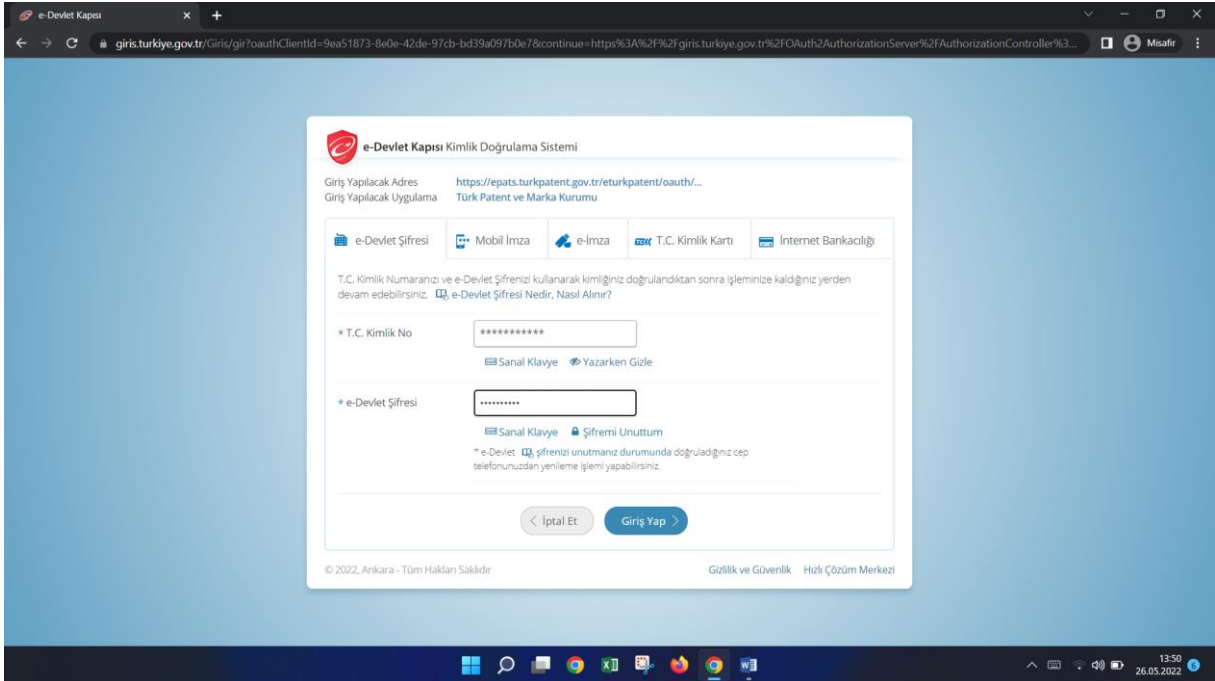 e-Devlet Kapısı
giris.turkiye.gov.tr/Giris/gir?oauthClientId=9ea51873-8e0e-42de-97cb-bd39a097b0e7&continue=https%3A%2F%2Fgiris.turkiye.gov.tr%2FOAuth2AuthorizationServer%2FAuthorizationController%3...
Misafir
e-Devlet Kapısı Kimlik Doğrulama Sistemi
Giriş Yapılacak Adres https://epats.turkpatent.gov.tr/eturkpatent/oauth/...
Giriş Yapılacak Uygulama Türk Patent ve Marka Kurumu
e-Devlet Şifresi Mobil İmza e-İmza T.C. Kimlik Kartı İnternet Bankacılığı
T.C. Kimlik Numaranızı ve e-Devlet Şifrenizi kullanarak kimliğiniz doğrulandıktan sonra işleminize kaldığınız yerden
devam edebilirsiniz. e-Devlet Şifresi Nedir, Nasıl Alınır?
* T.C. Kimlik No ***********
Sanal Klavye Yazarken Gizle
* e-Devlet Şifresi ••••••••••
Sanal Klavye Şifremi Unuttum
* e-Devlet şifrenizi unutmanız durumunda doğruladığınız cep
telefonunuzdan yenileme işlemi yapabilirsiniz.
İptal Et Giriş Yap
© 2022, Ankara - Tüm Hakları Saklıdır Gizlilik ve Güvenlik Hızlı Çözüm Merkezi
13:50
26.05.2022 6